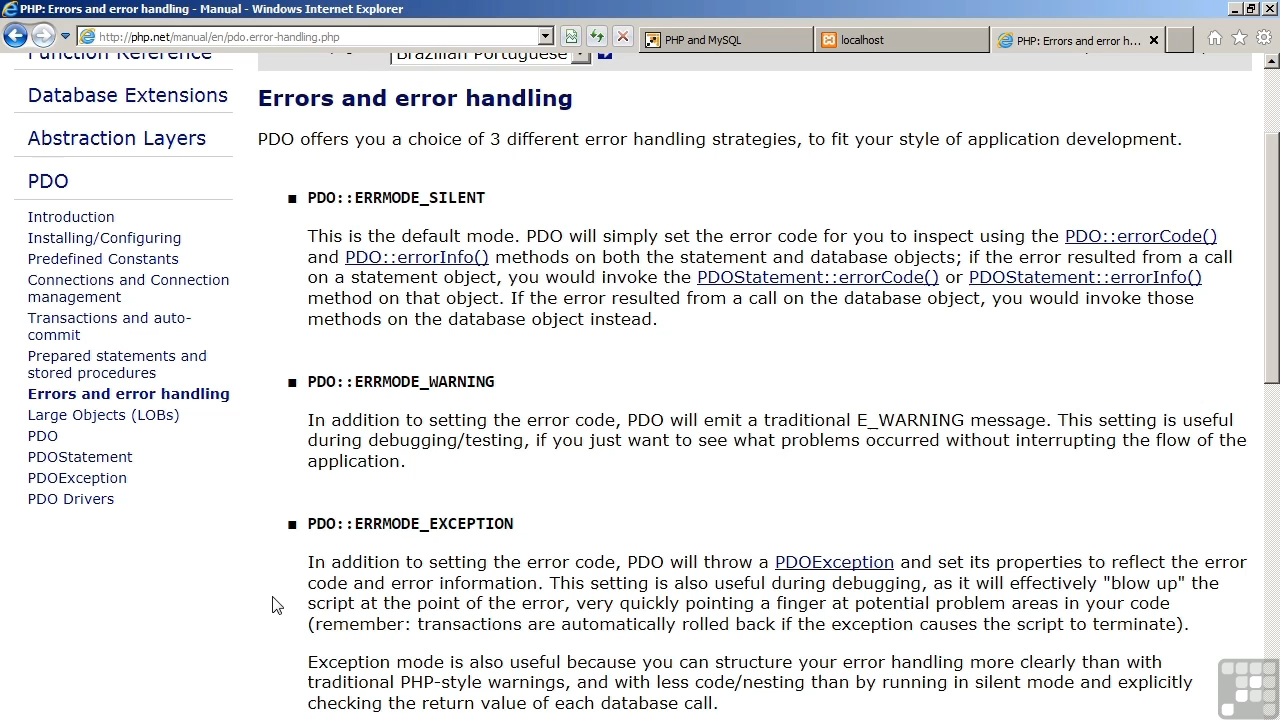 PHP: Errors and error handling - Manual - Windows Internet Explorer
http://php.net/manual/en/pdo.error-handling.php
PHP and MySQL
localhost
PHP: Errors and error h...
Function Reference
Database Extensions
Abstraction Layers
PDO
Introduction
Installing/Configuring
Predefined Constants
Connections and Connection
management
Transactions and auto-
commit
Prepared statements and
stored procedures
Errors and error handling
Large Objects (LOBs)
PDO
PDOStatement
PDOException
PDO Drivers
Brazilian Portuguese
Errors and error handling
PDO offers you a choice of 3 different error handling strategies, to fit your style of application development.
PDO::ERRMODE_SILENT
This is the default mode. PDO will simply set the error code for you to inspect using the PDO::errorCode()
and PDO::errorInfo() methods on both the statement and database objects; if the error resulted from a call
on a statement object, you would invoke the PDOStatement::errorCode() or PDOStatement::errorInfo()
method on that object. If the error resulted from a call on the database object, you would invoke those
methods on the database object instead.
PDO::ERRMODE_WARNING
In addition to setting the error code, PDO will emit a traditional E_WARNING message. This setting is useful
during debugging/testing, if you just want to see what problems occurred without interrupting the flow of the
application.
PDO::ERRMODE_EXCEPTION
In addition to setting the error code, PDO will throw a PDOException and set its properties to reflect the error
code and error information. This setting is also useful during debugging, as it will effectively "blow up" the
script at the point of the error, very quickly pointing a finger at potential problem areas in your code
(remember: transactions are automatically rolled back if the exception causes the script to terminate).
Exception mode is also useful because you can structure your error handling more clearly than with
traditional PHP-style warnings, and with less code/nesting than by running in silent mode and explicitly
checking the return value of each database call.